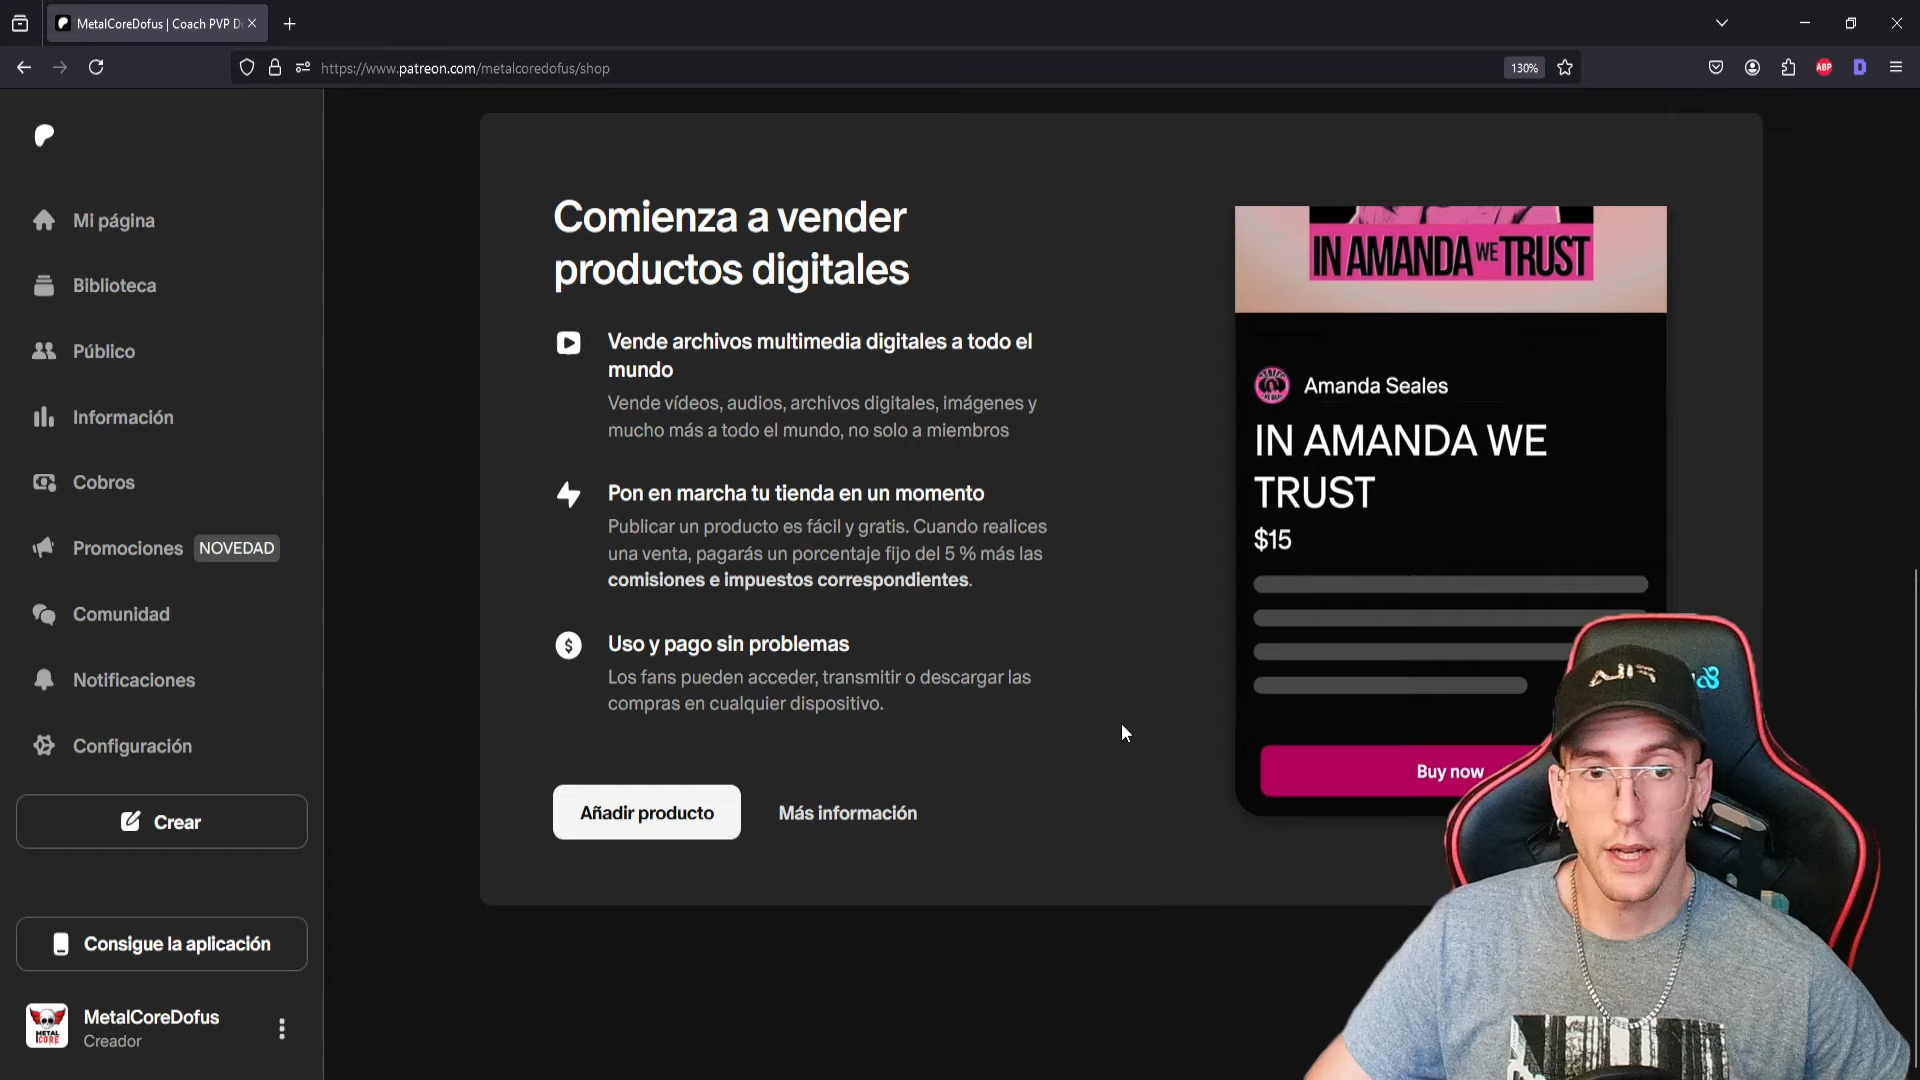 MetalCoreDofus | Coach PVP D
https://www.patreon.com/metalcoredofus/shop
130%
ABP
Mi página
Biblioteca
Público
Información
Cobros
Promociones NOVEDAD
Comunidad
Notificaciones
Configuración
Crear
Consigue la aplicación
METAL
CORE
MetalCoreDofus
Creador
Comienza a vender
productos digitales
Vende archivos multimedia digitales a todo el
mundo
Vende vídeos, audios, archivos digitales, imágenes y
mucho más a todo el mundo, no solo a miembros
Pon en marcha tu tienda en un momento
Publicar un producto es fácil y gratis. Cuando realices
una venta, pagarás un porcentaje fijo del 5 % más las
comisiones e impuestos correspondientes.
Uso y pago sin problemas
Los fans pueden acceder, transmitir o descargar las
compras en cualquier dispositivo.
Añadir producto
Más información
IN AMANDA WE TRUST
Amanda Seales
IN AMANDA WE
TRUST
$15
Buy now